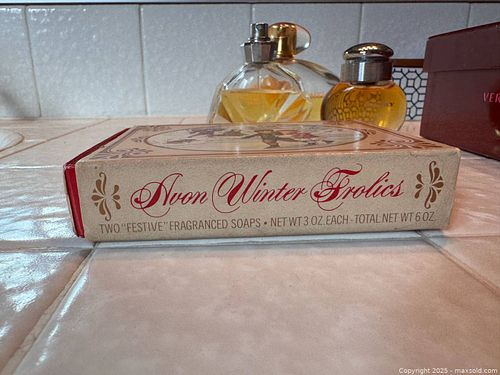 Avon Winter Frolics
TWO "FESTIVE" FRAGRANCED SOAPS • NET WT 3 OZ. EACH - TOTAL NET WT 6 OZ.
VER
Copyright 2025 - maxsold.com